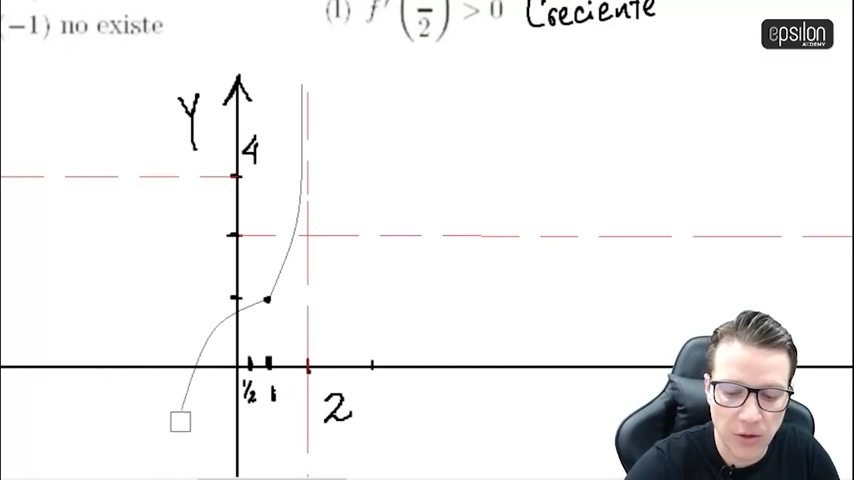 (−1) no existe
(1) f' (π/2) > 0 Creciente
epsilon
ACADEMY
Y
4
1/2 1
2